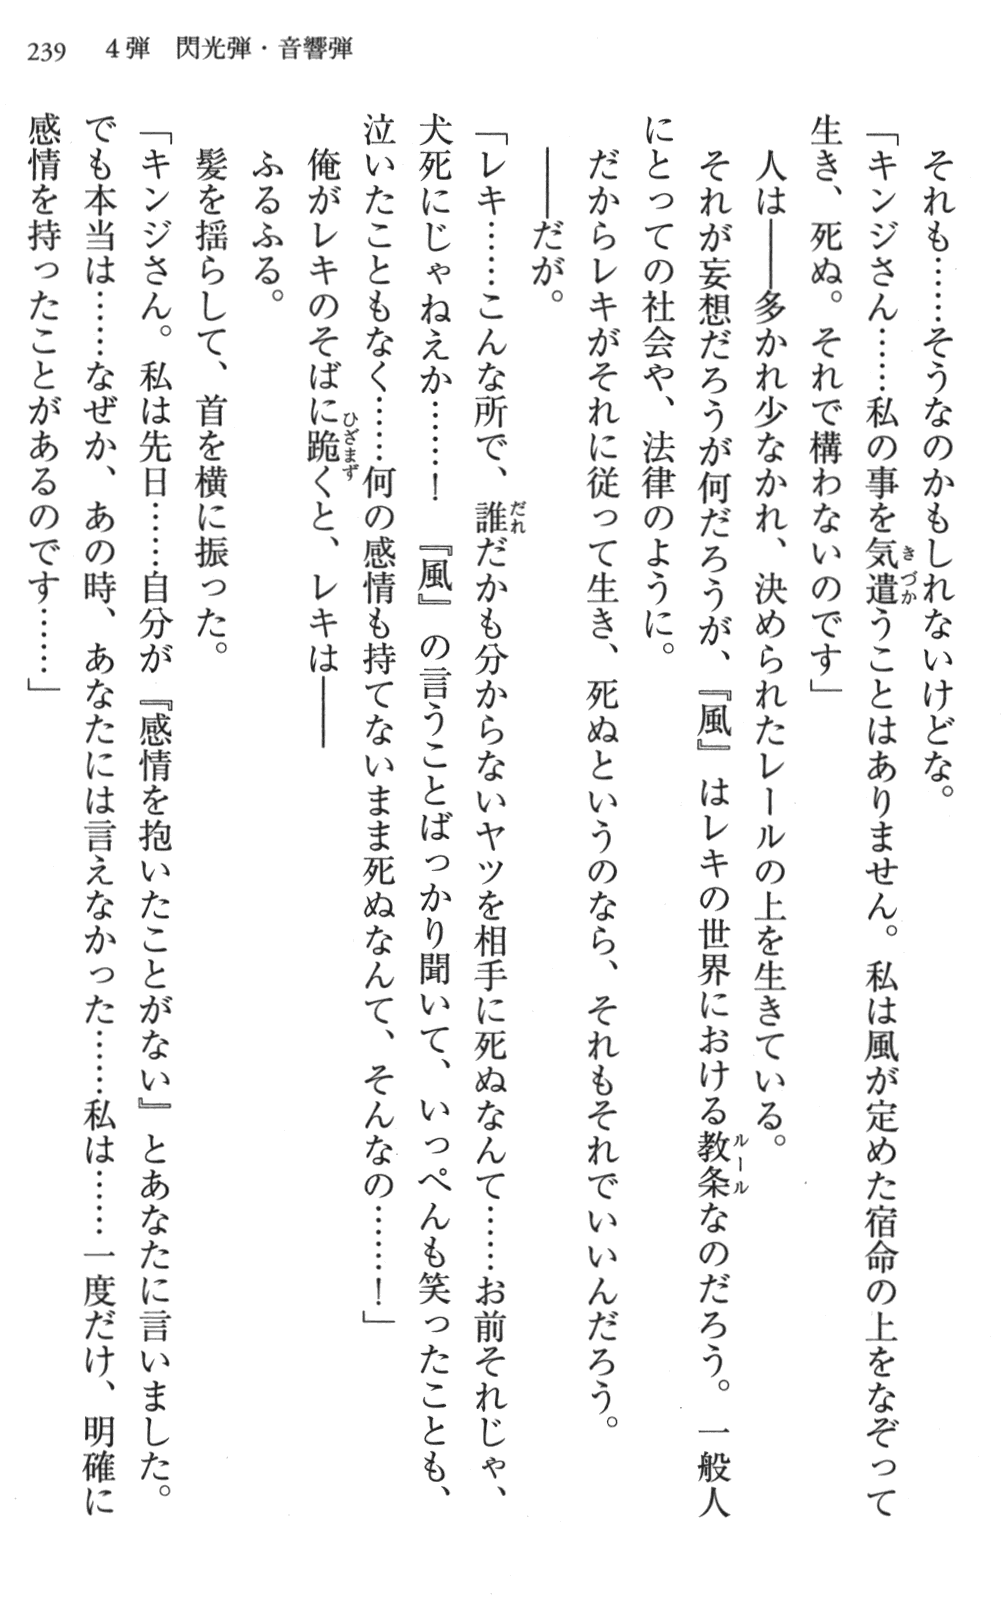 239　4弾　閃光弾・音響弾
　それも……そうなのかもしれないけどな。
「キンジさん……私の事を気遣うことはありません。私は風が定めた宿命の上をなぞって
生き、死ぬ。それで構わないのです」
　人は――多かれ少なかれ、決められたレールの上を生きている。
　それが妄想だろうが何だろうが、『風』はレキの世界における教条なのだろう。一般人
にとっての社会や、法律のように。
　だからレキがそれに従って生き、死ぬというのなら、それもそれでいいんだろう。
　――だが。
「レキ……こんな所で、誰だかも分からないヤツを相手に死ぬなんて……お前それじゃ、
犬死にじゃねえか……！　『風』の言うことばっかり聞いて、いっぺんも笑ったことも、
泣いたこともなく……何の感情も持てないまま死ぬなんて、そんなの……！」
　俺がレキのそばに跪くと、レキは――
　ふるふる。
　髪を揺らして、首を横に振った。
「キンジさん。私は先日……自分が『感情を抱いたことがない』とあなたに言いました。
でも本当は……なぜか、あの時、あなたには言えなかった……私は……一度だけ、明確に
感情を持ったことがあるのです……」